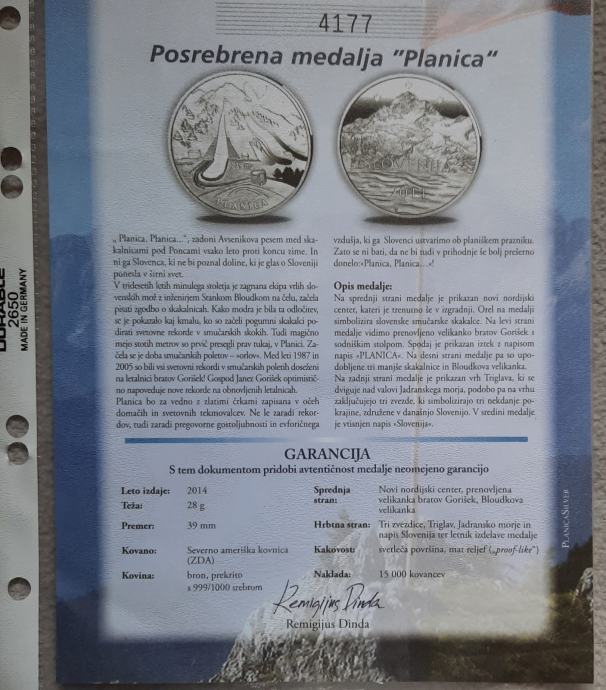 4177
Posrebrena medalja "Planica"
PLANICA
SLOVENIJA
„ Planica, Planica...", zadoni Avsenikova pesem med ska-
kalnicami pod Poncami vsako leto proti koncu zime. In
ni ga Slovenca, ki ne bi poznal doline, ki je glas o Sloveniji
ponesla v širni svet.
V tridesetih letih minulega stoletja je zagnana ekipa vrlih slo-
venskih mož z inženirjem Stankom Bloudkom na čelu, začela
pisati zgodbo o skakalnicah. Kako modra je bila ta odločitev,
se je pokazalo kaj kmalu, ko so začeli pogumni skakalci po-
dirati svetovne rekorde v smučarskih skokih. Tudi magično
mejo stotih metrov so prvič presegli prav tukaj, v Planici. Za-
čela se je doba smučarskih poletov – »orlov«. Med leti 1987 in
2005 so bili vsi svetovni rekordi v smučarskih poletih doseženi
na letalnici bratov Gorišek! Gospod Janez Gorišek optimistič-
no napoveduje nove rekorde na obnovljenih letalnicah.
Planica bo za vedno z zlatimi črkami zapisana v očeh
domačih in svetovnih tekmovalcev. Ne le zaradi rekor-
dov, tudi zaradi pregovorne gostoljubnosti in evforičnega
vzdušja, ki ga Slovenci ustvarimo ob planiškem prazniku.
Zato se ni bati, da ne bi tudi v prihodnje še bolj prešerno
donelo:»Planica, Planica,...«!
Opis medalje:
Na sprednji strani medalje je prikazan novi nordijski
center, kateri je trenutno še v izgradnji. Orel na medalji
simbolizira slovenske smučarske skakalce. Na levi strani
medalje vidimo prenovljeno velikanko bratov Gorišek s
sodniškim stolpom. Spodaj je prikaz iztek z napisom
napis »PLANICA«. Na desni strani medalje pa so upo-
dobljene tri manjše skakalnice in Bloudkova velikanka.
Na zadnji strani medalje je prikazan vrh Triglava, ki se
dviguje nad valovi Jadranskega morja, podobo pa na vrhu
zaključujejo tri zvezde, ki simbolizirajo tri nekdanje po-
krajine, združene v današnjo Slovenijo. V sredini medalje
je vtisnjen napis »Slovenija«.
GARANCIJA
S tem dokumentom pridobi avtentičnost medalje neomejeno garancijo
Leto izdaje: 2014
Teža: 28 g
Premer: 39 mm
Kovano: Severno ameriška kovnica
(ZDA)
Kovina: bron, prekrito
s 999/1000 srebrom
Sprednja stran: Novi nordijski center, prenovljena
velikanka bratov Gorišek, Bloudkova
velikanka
Hrbtna stran: Tri zvezdice, Triglav, Jadransko morje in
napis Slovenija ter letnik izdelave medalje
Kakovost: svetleča površina, mat reljef („proof-like")
Naklada: 15 000 kovancev
Remigijus Dinda
Remigijus Dinda
PLANICASILVER
DURABLE
2650
MADE IN GERMANY